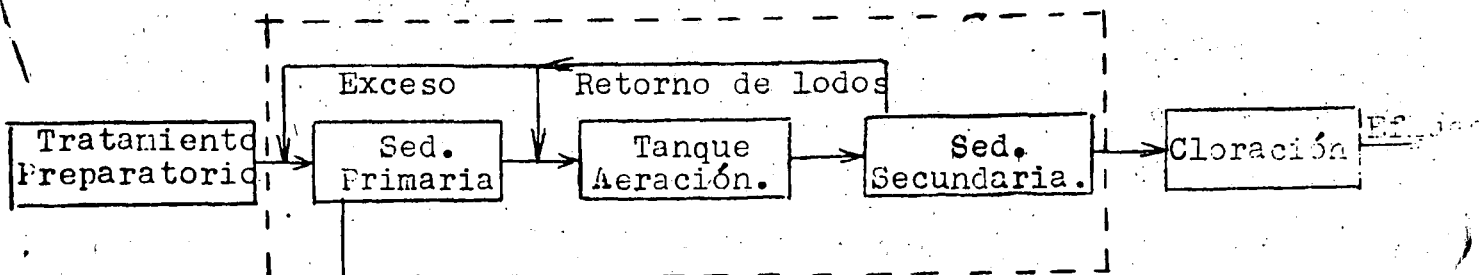 Exceso
Retorno de lodos
Tratamiento
Preparatorio
Sed.
Primaria
Tanque
Aeración.
Sed.
Secundaria.
Cloración